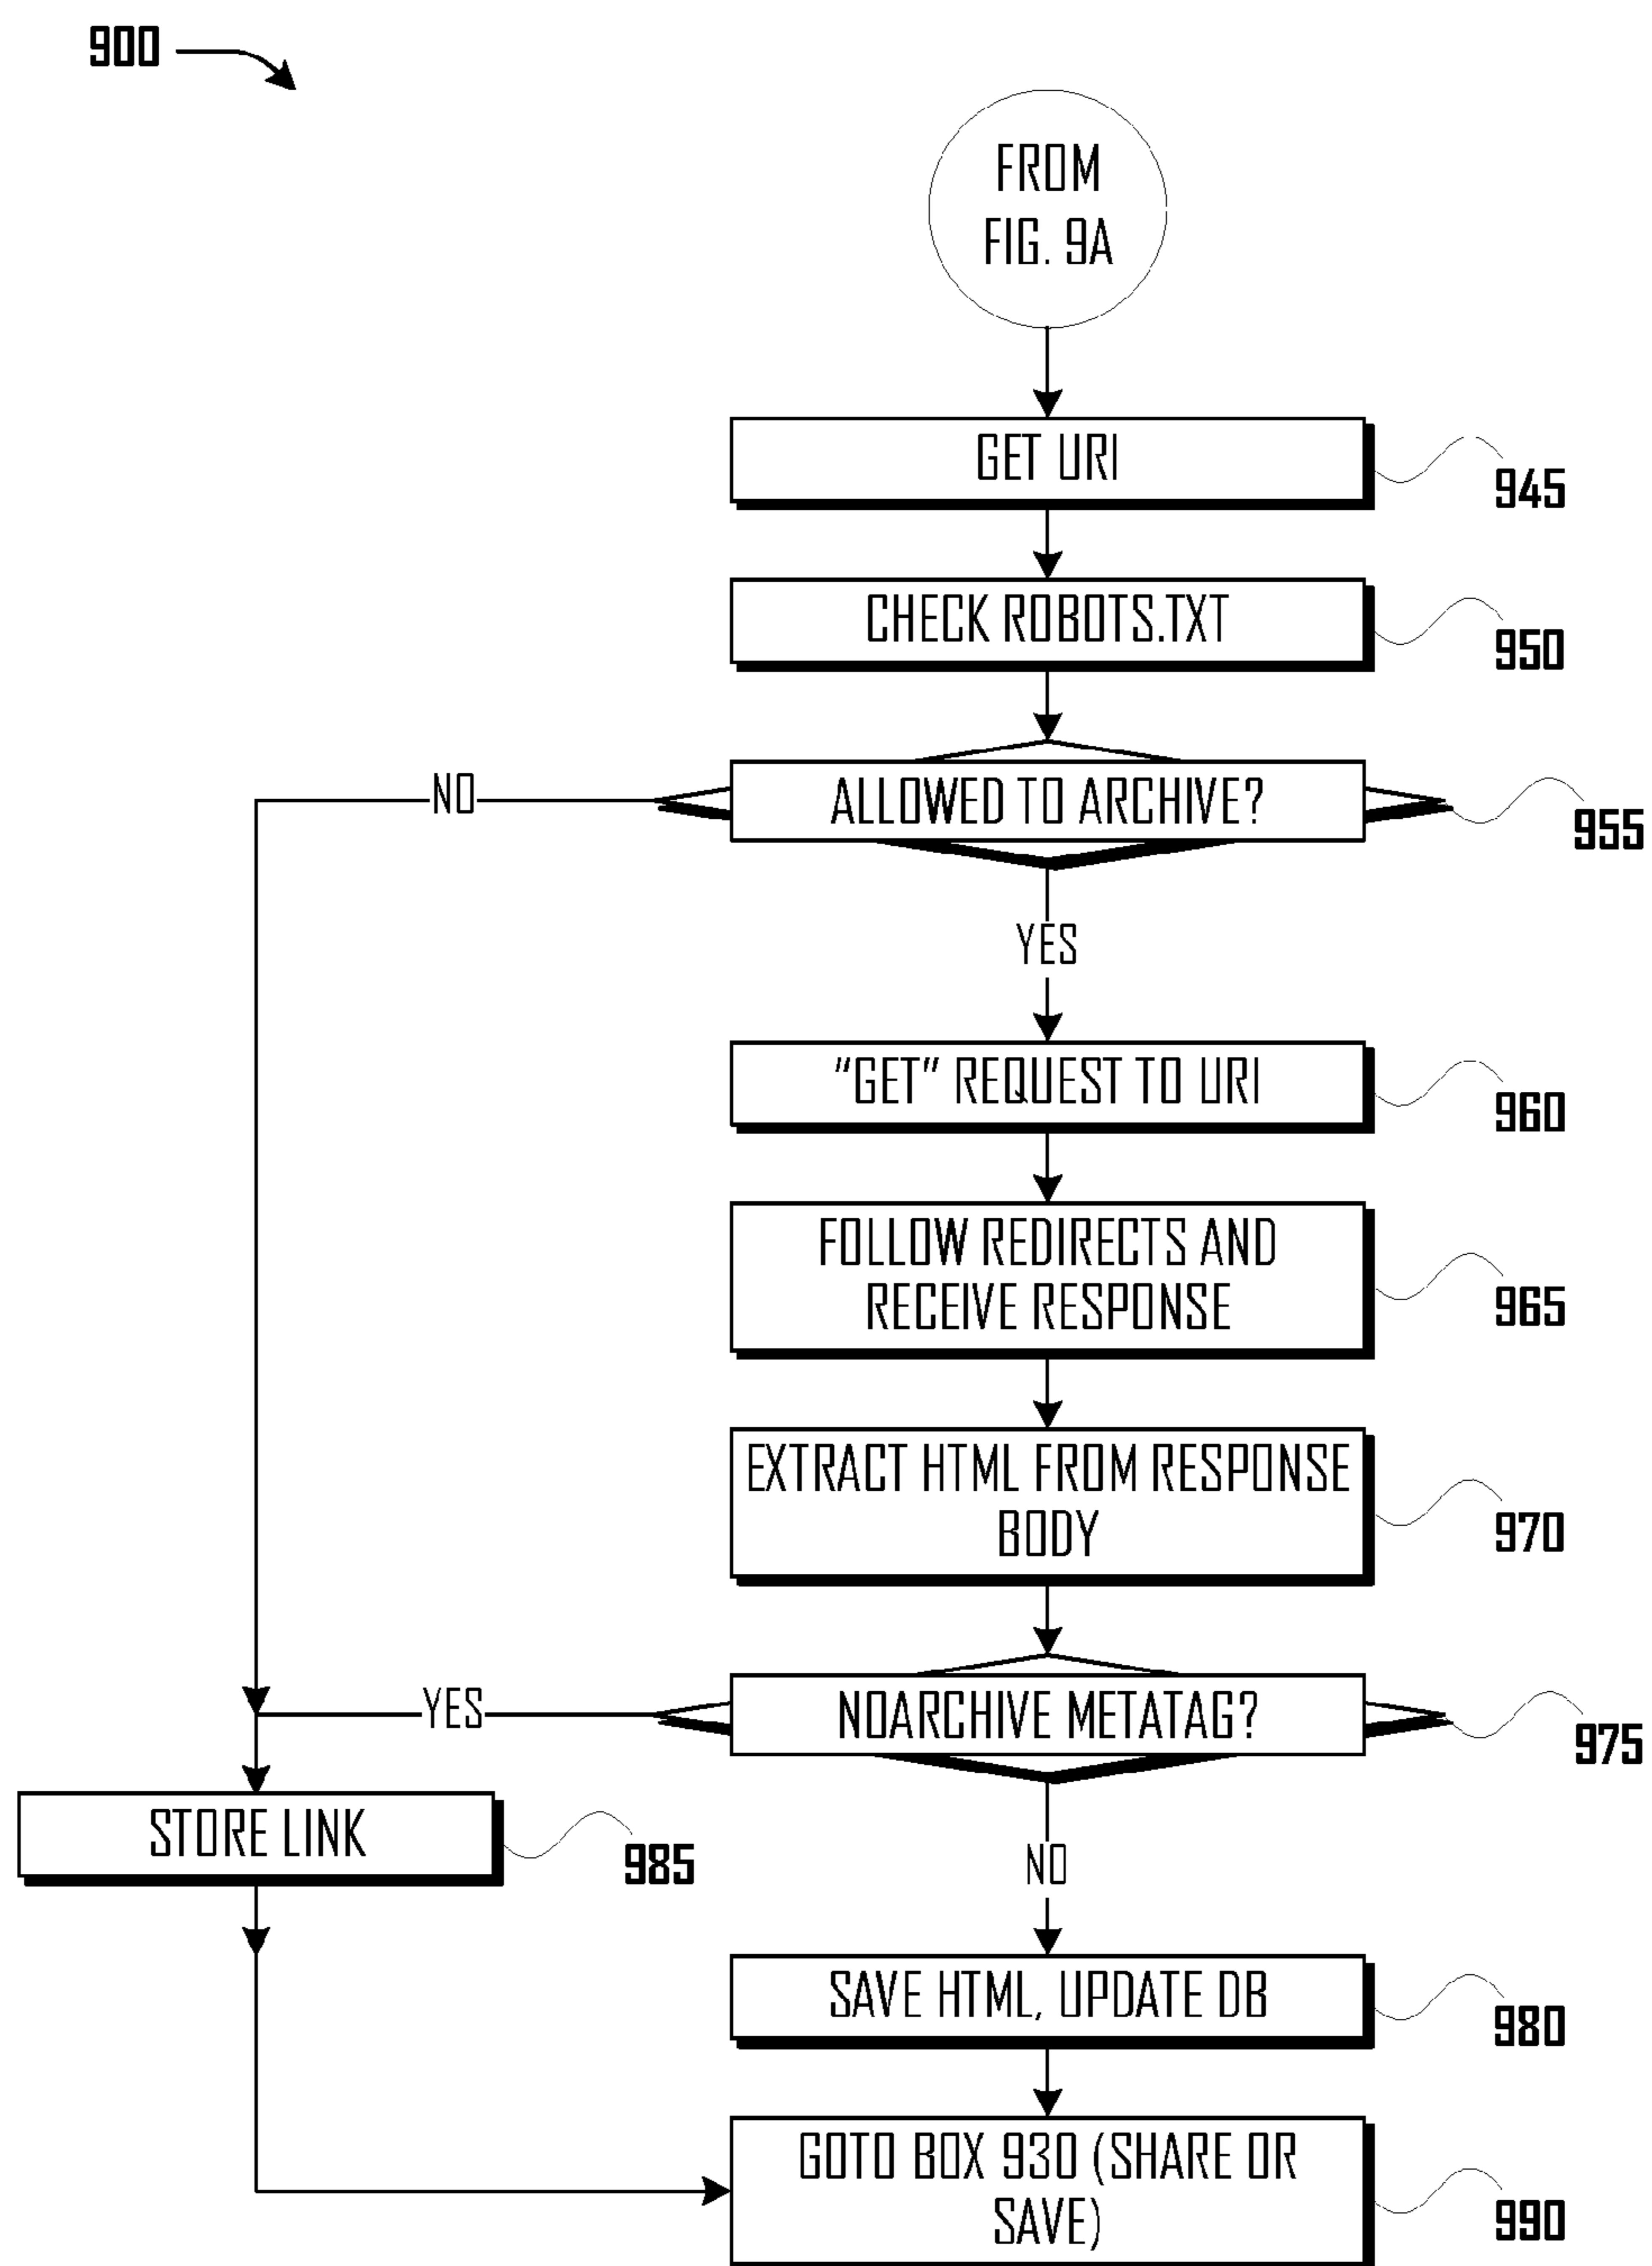 900
FROM
FIG. 9A
GET URI
945
CHECK ROBOTS.TXT
950
NO
ALLOWED TO ARCHIVE?
955
YES
"GET" REQUEST TO URI
960
FOLLOW REDIRECTS AND
RECEIVE RESPONSE
965
EXTRACT HTML FROM RESPONSE
BODY
970
YES
NOARCHIVE METATAG?
975
STORE LINK
985
NO
SAVE HTML, UPDATE DB
980
GOTO BOX 930 (SHARE OR
SAVE)
990